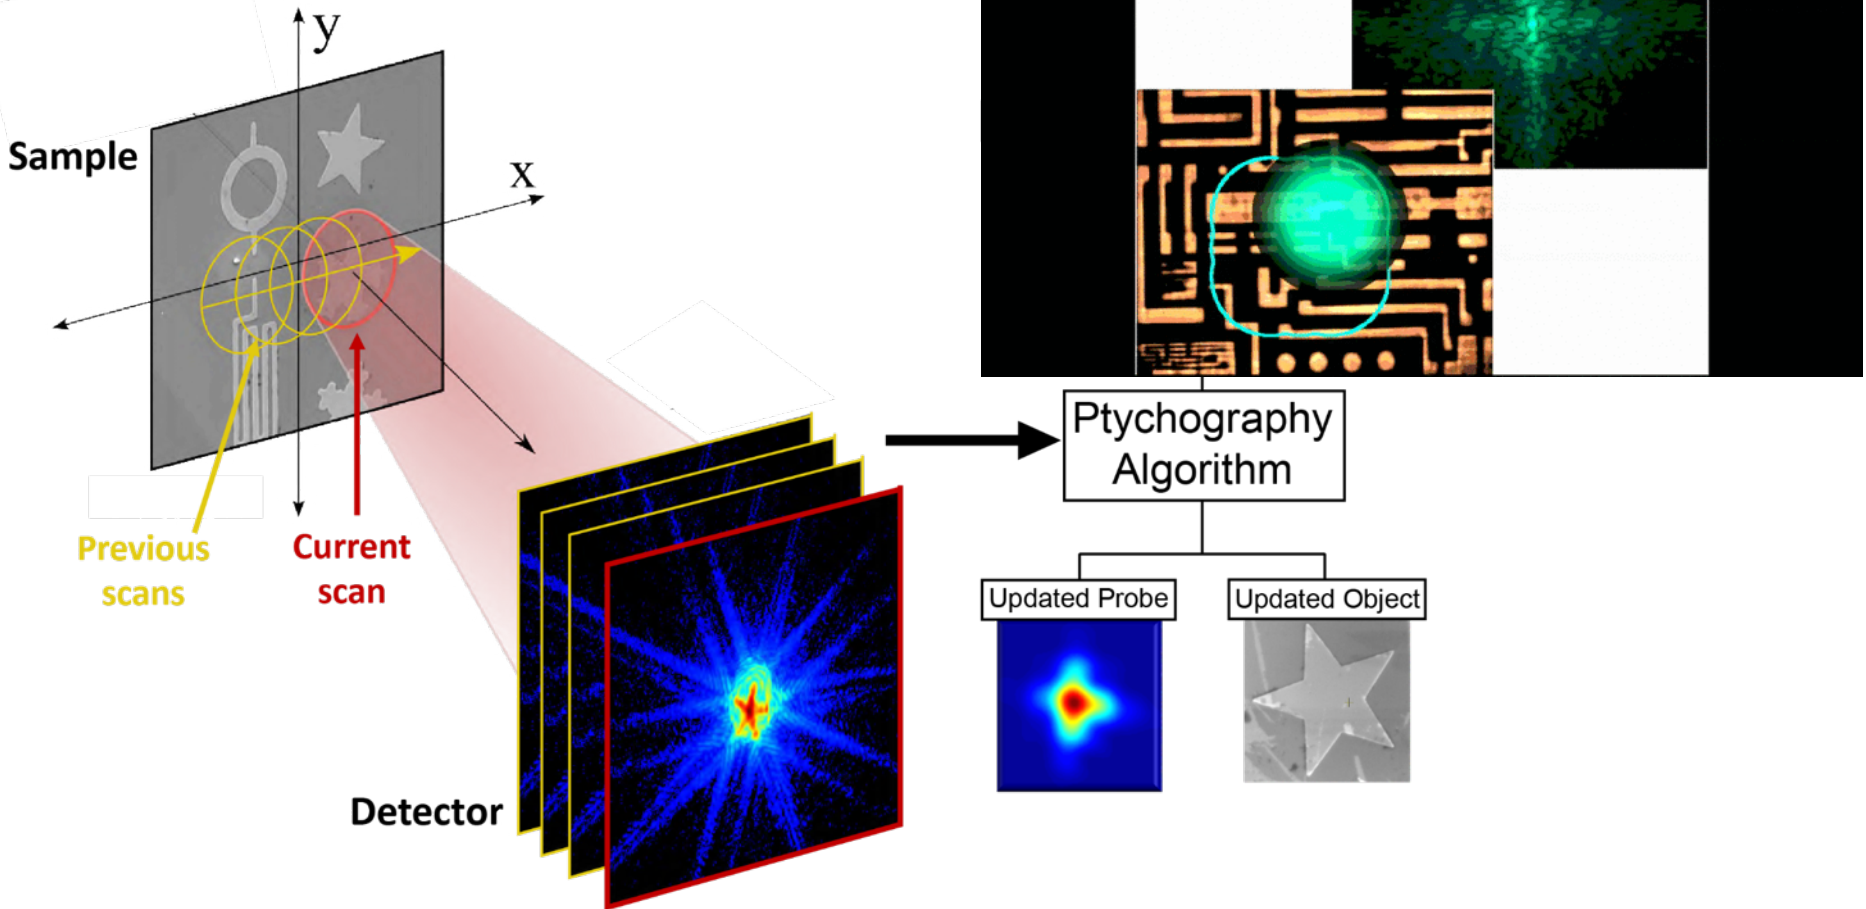 y
x
Sample
Previous
scans
Current
scan
Detector
Ptychography
Algorithm
Updated Probe
Updated Object